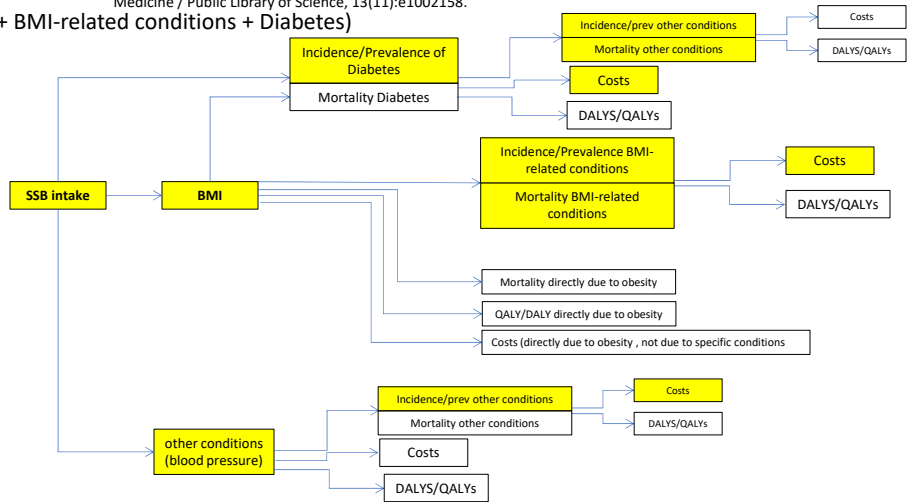 Medicine / Public Library of Science, 13(11):e1002158.
+ BMI-related conditions + Diabetes)
Incidence/Prevalence of
Diabetes
Mortality Diabetes
Incidence/prev other conditions
Mortality other conditions
Costs
DALYS/QALYs
Costs
DALYS/QALYs
Incidence/Prevalence BMI-
related conditions
Mortality BMI-related
conditions
Costs
DALYS/QALYs
SSB intake
BMI
Mortality directly due to obesity
QALY/DALY directly due to obesity
Costs (directly due to obesity , not due to specific conditions
other conditions
(blood pressure)
Incidence/prev other conditions
Mortality other conditions
Costs
DALYS/QALYs
Costs
DALYS/QALYs